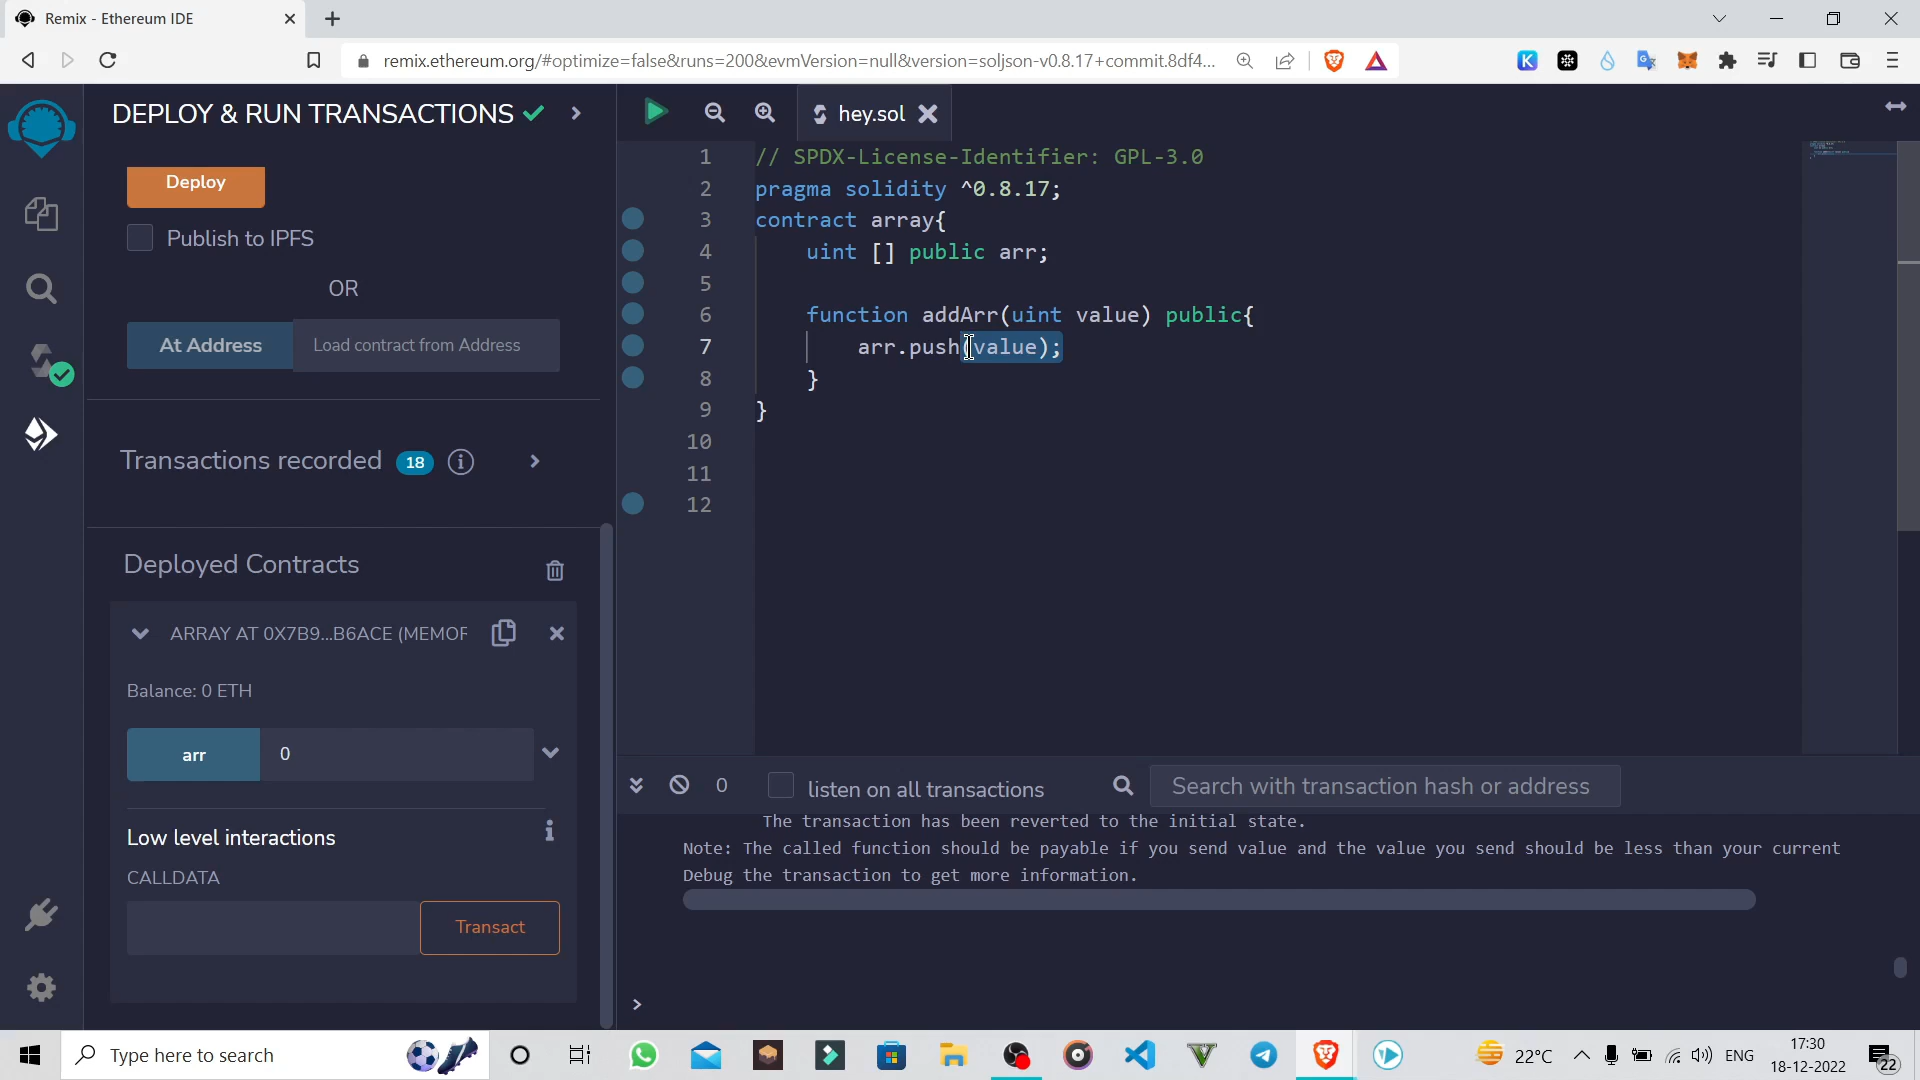 Remix - Ethereum IDE
remix.ethereum.org/#optimize=false&runs=200&evmVersion=null&version=soljson-v0.8.17+commit.8df4...
DEPLOY & RUN TRANSACTIONS
Deploy
Publish to IPFS
OR
At Address
Load contract from Address
Transactions recorded 18
Deployed Contracts
ARRAY AT 0X7B9...B6ACE (MEMOR
Balance: 0 ETH
arr
0
Low level interactions
CALLDATA
Transact
hey.sol
1 // SPDX-License-Identifier: GPL-3.0
2 pragma solidity ^0.8.17;
3 contract array{
4 uint [] public arr;
5
6 function addArr(uint value) public{
7 arr.push(value);
8 }
9 }
10
11
12
0
listen on all transactions
Search with transaction hash or address
The transaction has been reverted to the initial state.
Note: The called function should be payable if you send value and the value you send should be less than your current
Debug the transaction to get more information.
>
Type here to search
22°C
ENG
17:30
18-12-2022
22